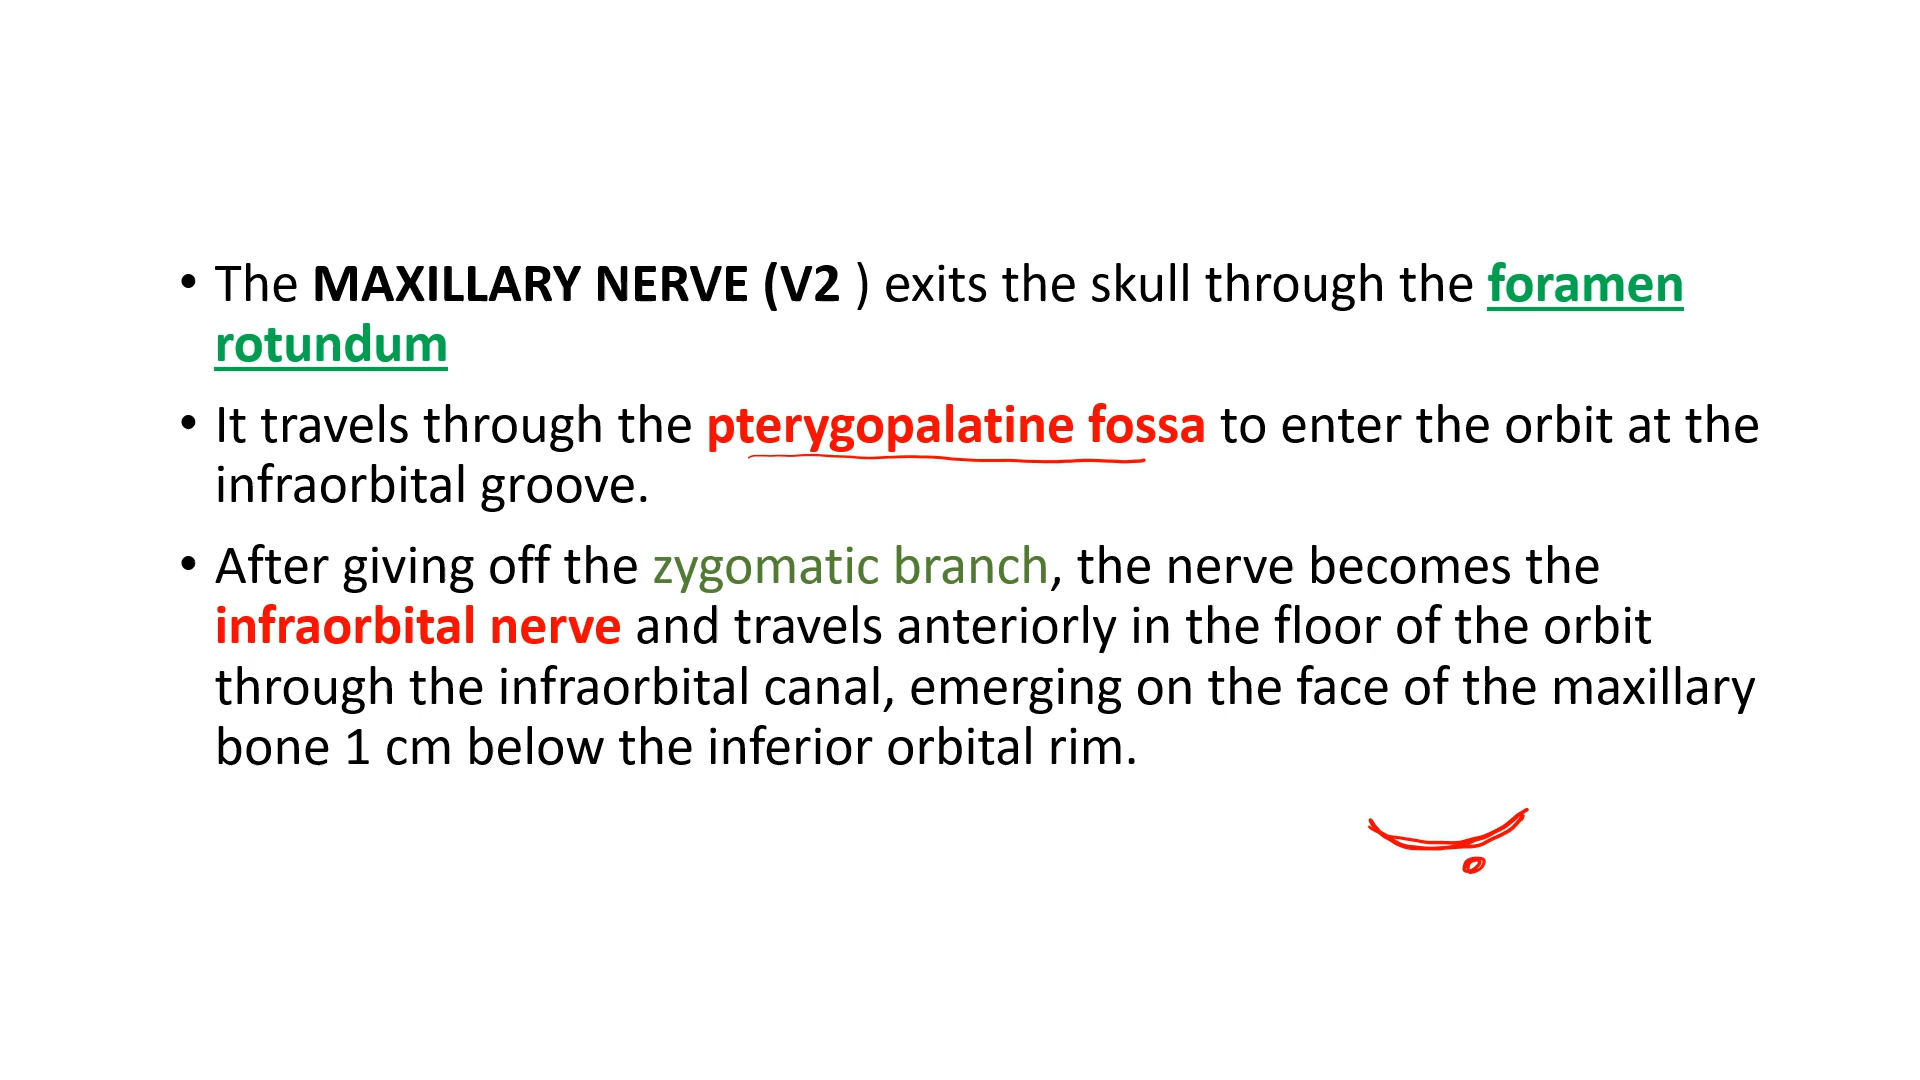 • The MAXILLARY NERVE (V2 ) exits the skull through the foramen
rotundum
• It travels through the pterygopalatine fossa to enter the orbit at the
infraorbital groove.
• After giving off the zygomatic branch, the nerve becomes the
infraorbital nerve and travels anteriorly in the floor of the orbit
through the infraorbital canal, emerging on the face of the maxillary
bone 1 cm below the inferior orbital rim.